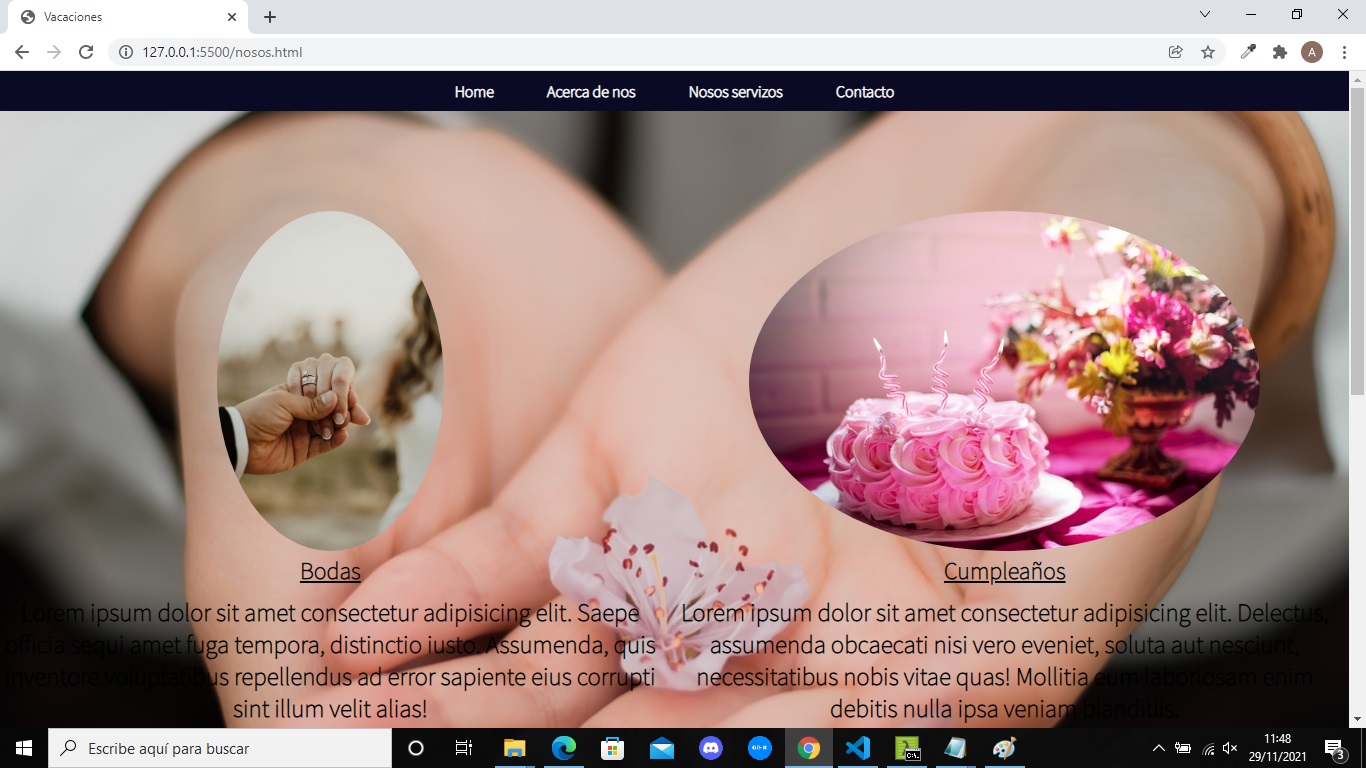 Vacaciones
127.0.0.1:5500/nosos.html
A
Home Acerca de nos Nosos servizos Contacto
Bodas
Lorem ipsum dolor sit amet consectetur adipisicing elit. Saepe
officia sequi amet fuga tempora, distinctio iusto. Assumenda, quis
inventore voluptatibus repellendus ad error sapiente eius corrupti
sint illum velit alias!
Cumpleaños
Lorem ipsum dolor sit amet consectetur adipisicing elit. Delectus,
assumenda obcaecati nisi vero eveniet, soluta aut nesciunt,
necessitatibus nobis vitae quas! Mollitia eum laboriosam enim
debitis nulla ipsa veniam blanditiis.
Escribe aquí para buscar
11:48
29/11/2021
3